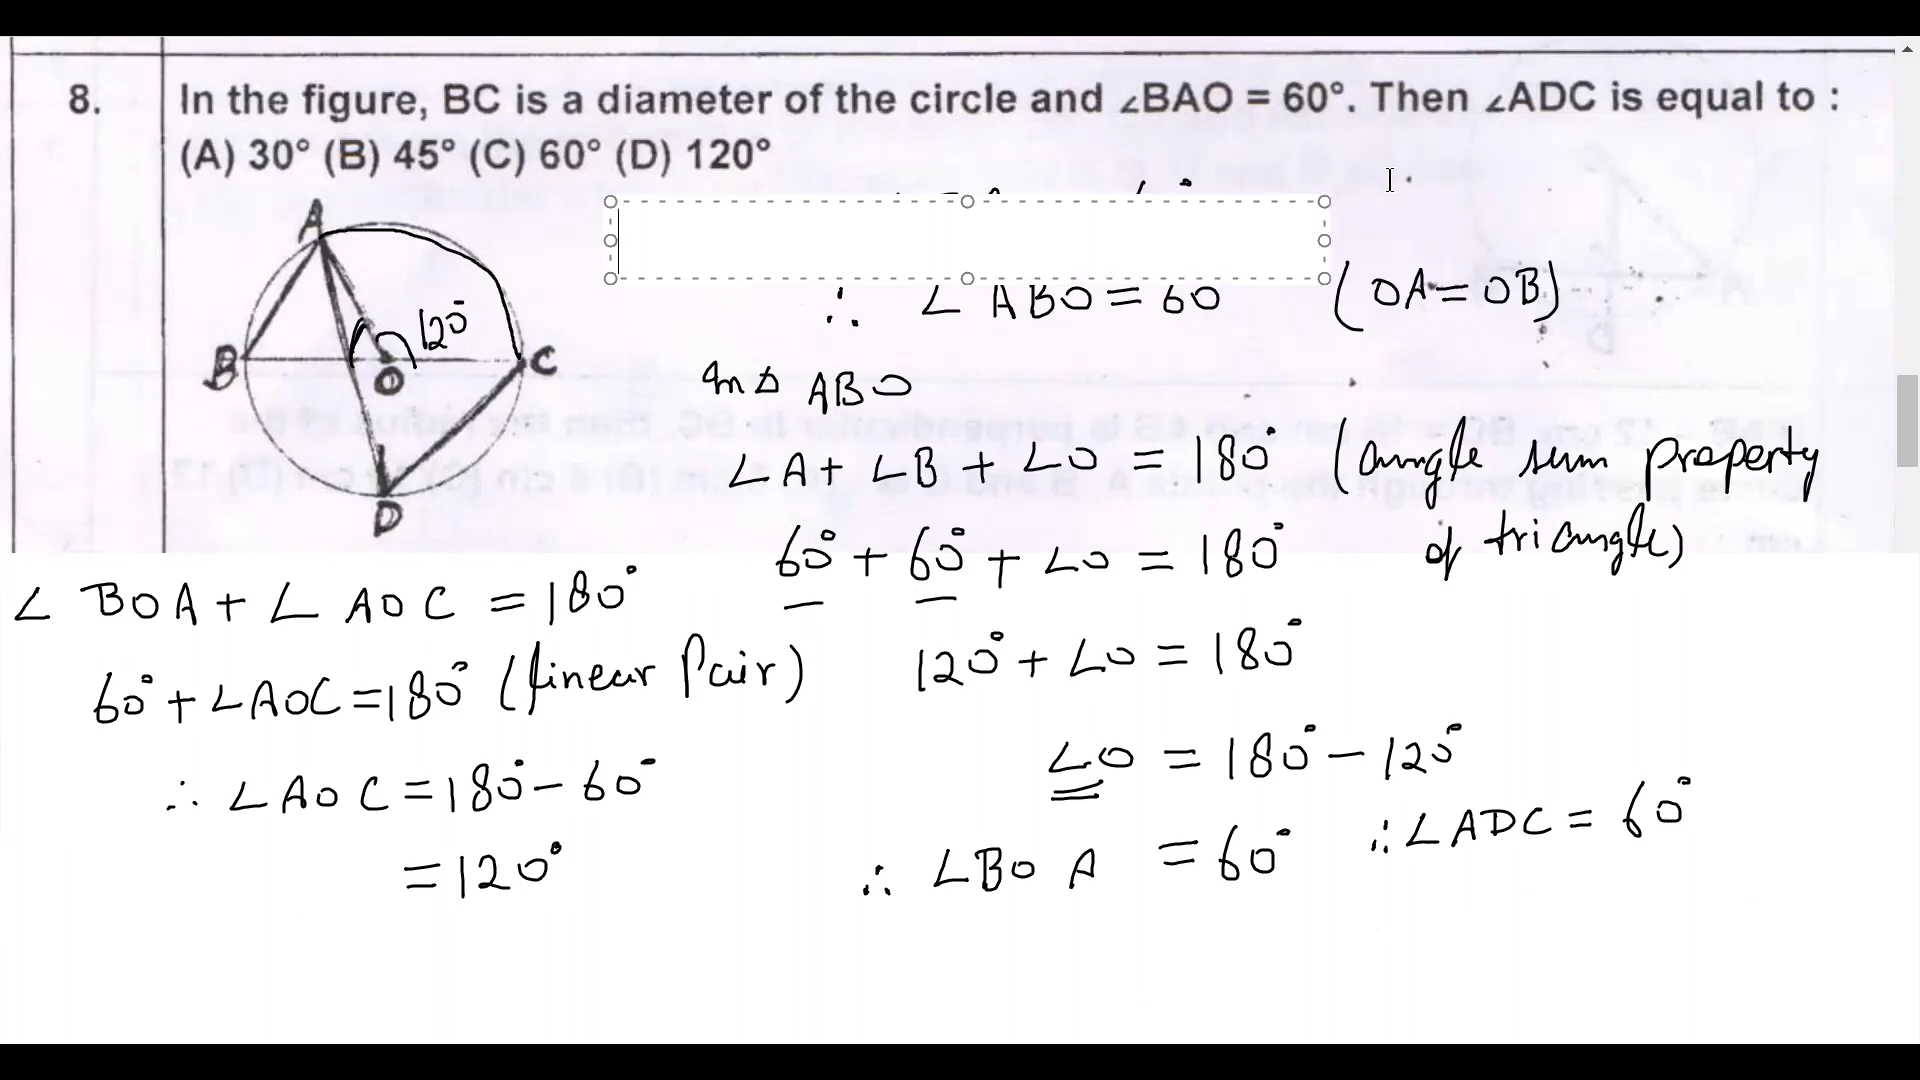 8. In the figure, BC is a diameter of the circle and ∠BAO = 60°. Then ∠ADC is equal to :
(A) 30° (B) 45° (C) 60° (D) 120°
A
B
C
O
D
120°
∴ ∠ABO = 60 (OA=OB)
In △ ABO
∠A + ∠B + ∠O = 180° (angle sum property
of triangle)
60° + 60° + ∠O = 180°
120° + ∠O = 180°
∠O = 180° − 120°
∴ ∠BOA = 60°
∠BOA + ∠AOC = 180°
60° + ∠AOC = 180° (linear Pair)
∴ ∠AOC = 180° − 60°
= 120°
∴ ∠ADC = 60°